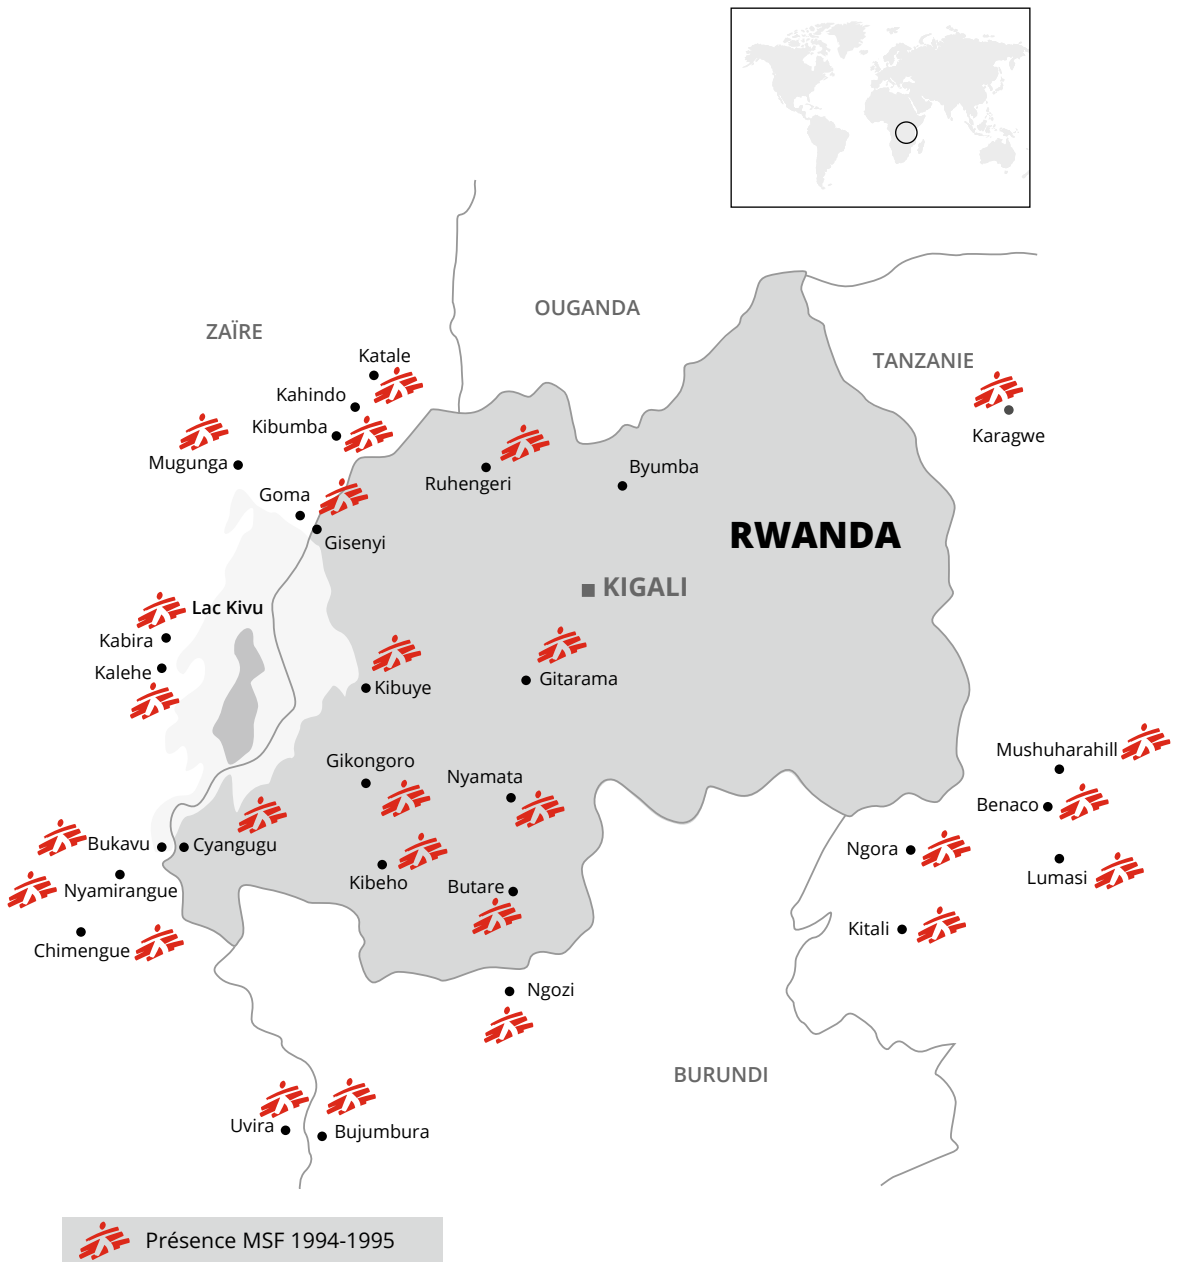 OUGANDA
ZAÏRE
Katale
TANZANIE
Kahindo
Kibumba
Karagwe
Mugunga
Ruhengeri
Byumba
Goma
RWANDA
Gisenyi
KIGALI
Lac Kivu
Kabira
Kalehe
Kibuye
Gitarama
Mushuharahill
Gikongoro
Nyamata
Benaco
Bukavu
Cyangugu
Ngora
Nyamirangue
Kibeho
Butare
Lumasi
Kitali
Chimengue
Ngozi
BURUNDI
Uvira
Bujumbura
Présence MSF 1994-1995